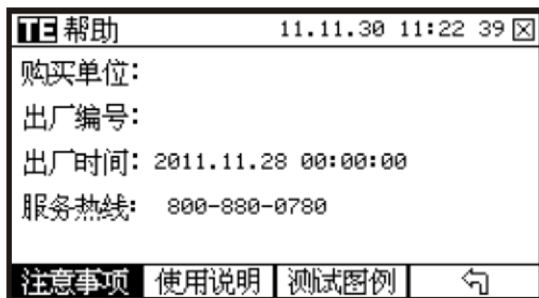 TE 帮助 11.11.30 11:22 39
购买单位:
出厂编号:
出厂时间: 2011.11.28 00:00:00
服务热线: 800-880-0780
注意事项 使用说明 测试图例